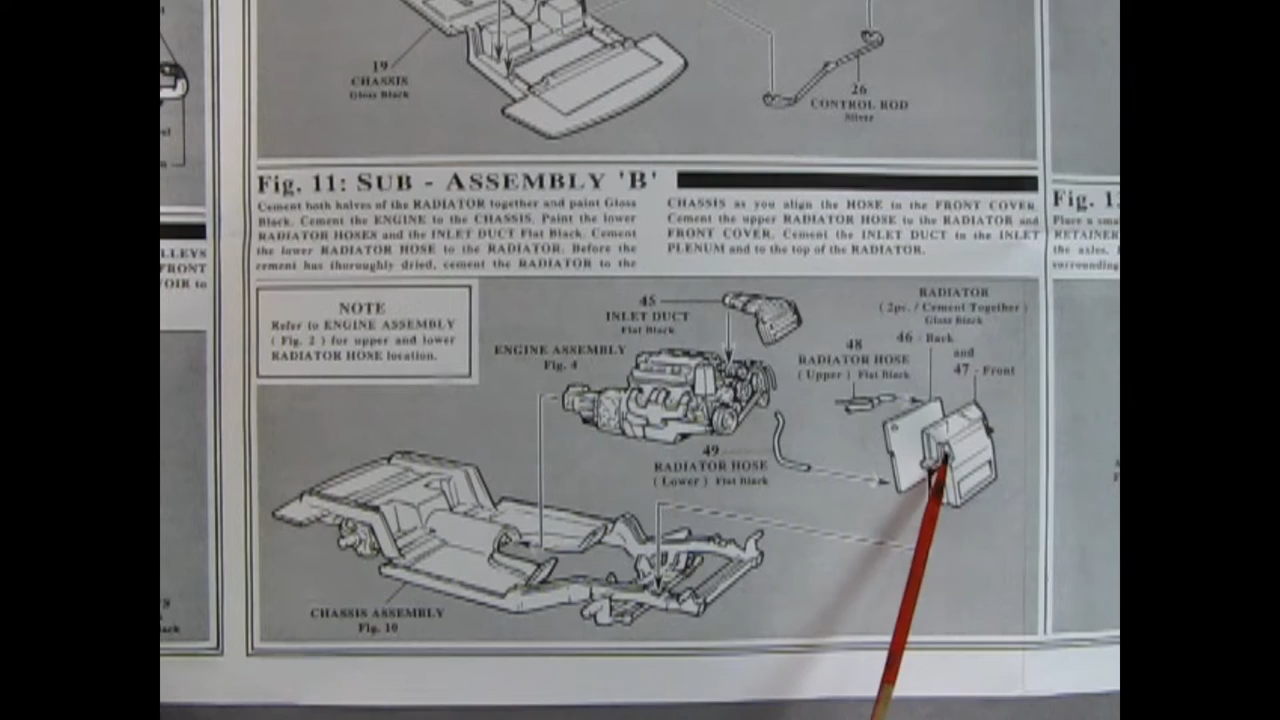 19
CHASSIS
Gloss Black
26
CONTROL ROD
Silver
Fig. 11: SUB - ASSEMBLY 'B'
Cement both halves of the RADIATOR together and paint Gloss
Black. Cement the ENGINE to the CHASSIS. Paint the lower
RADIATOR HOSES and the INLET DUCT Flat Black. Cement
the lower RADIATOR HOSE to the RADIATOR. Before the
cement has thoroughly dried, cement the RADIATOR to the
CHASSIS as you align the HOSE to the FRONT COVER.
Cement the upper RADIATOR HOSE to the RADIATOR and
FRONT COVER. Cement the INLET DUCT to the INLET
PLENUM and to the top of the RADIATOR.
NOTE
Refer to ENGINE ASSEMBLY
( Fig. 2 ) for upper and lower
RADIATOR HOSE location.
45
INLET DUCT
Flat Black
ENGINE ASSEMBLY
Fig. 4
RADIATOR
( 2pc. / Cement Together )
Gloss Black
46 - Back
and
47 - Front
48
RADIATOR HOSE
( Upper ) Flat Black
49
RADIATOR HOSE
( Lower ) Flat Black
CHASSIS ASSEMBLY
Fig. 10
LLEYS
FRONT
OIR to
ack
Fig. 1
Place a sma
RETAINER
the axles.
surrounding